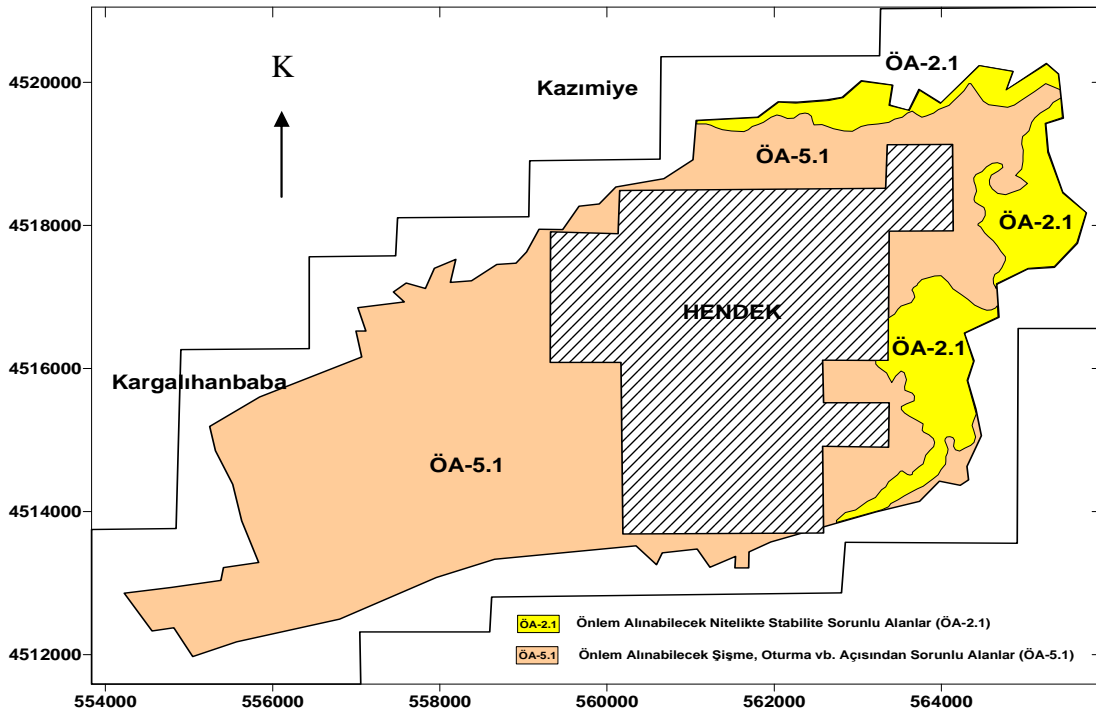 ÖA-2.1
K
4520000
Kazımiye
ÖA-5.1
4518000
ÖA-2.1
HENDEK
4516000
ÖA-2.1
Kargalıhanbaba
ÖA-5.1
4514000
ÖA-2.1 Önlem Alınabilecek Nitelikte Stabilite Sorunlu Alanlar (ÖA-2.1)
4512000
ÖA-5.1 Önlem Alınabilecek Şişme, Oturma vb. Açısından Sorunlu Alanlar (ÖA-5.1)
554000 556000 558000 560000 562000 564000